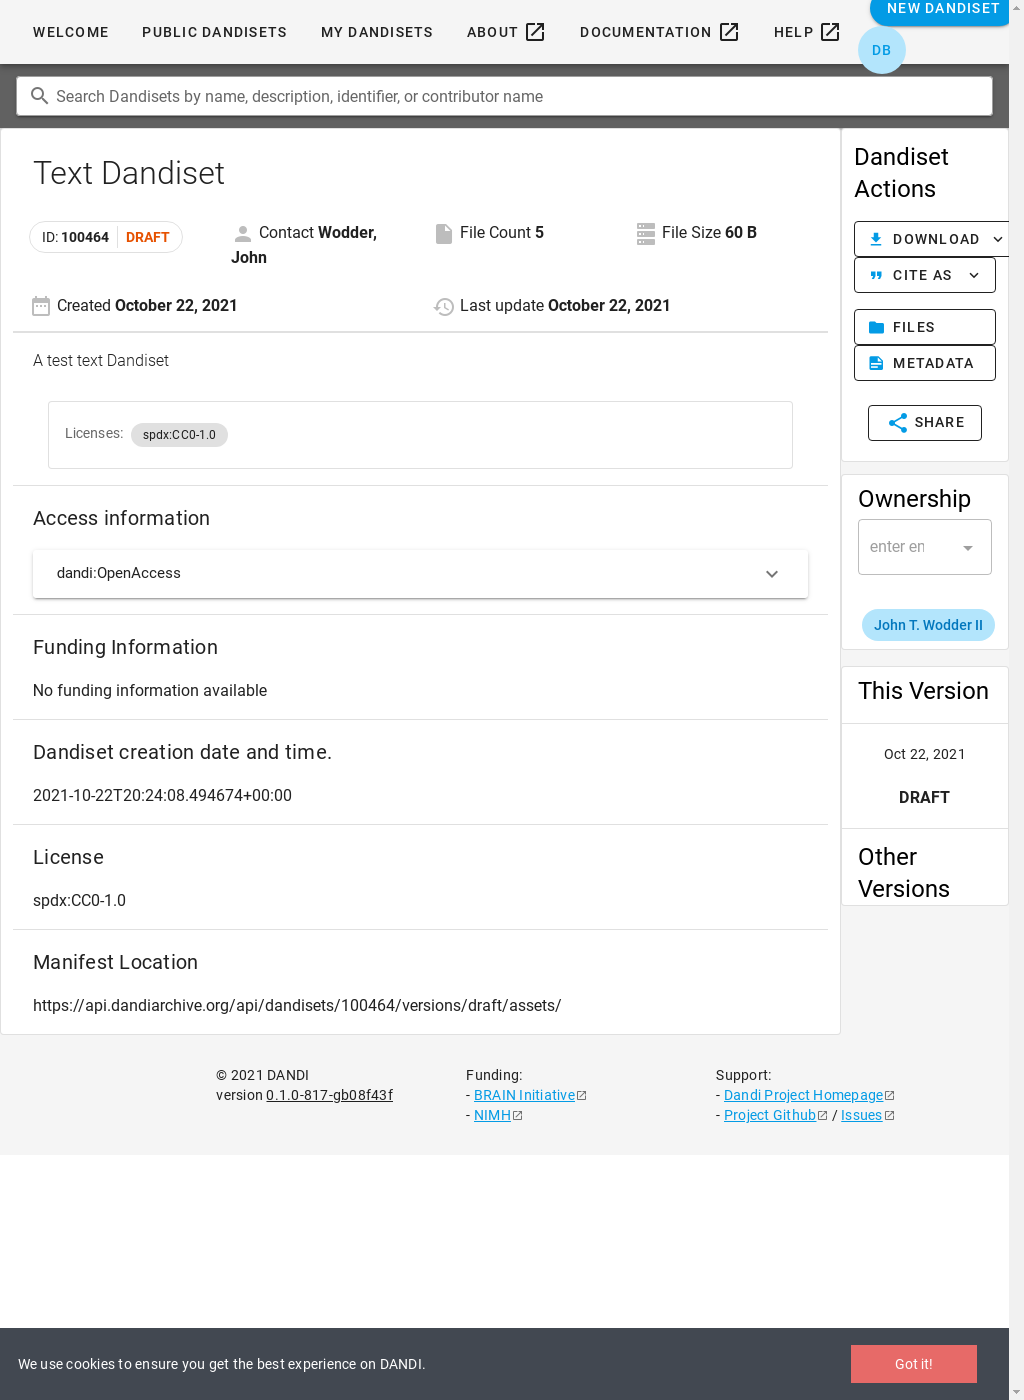 WELCOME
PUBLIC DANDISETS
MY DANDISETS
ABOUT
DOCUMENTATION
HELP
NEW DANDISET
DB
Search Dandisets by name, description, identifier, or contributor name
Text Dandiset
ID: 100464 DRAFT
Contact Wodder,
John
File Count 5
File Size 60 B
Created October 22, 2021
Last update October 22, 2021
A test text Dandiset
Licenses: spdx:CC0-1.0
Access information
dandi:OpenAccess
Funding Information
No funding information available
Dandiset creation date and time.
2021-10-22T20:24:08.494674+00:00
License
spdx:CC0-1.0
Manifest Location
https://api.dandiarchive.org/api/dandisets/100464/versions/draft/assets/
Dandiset
Actions
DOWNLOAD
CITE AS
FILES
METADATA
SHARE
Ownership
enter en
John T. Wodder II
This Version
Oct 22, 2021
DRAFT
Other
Versions
© 2021 DANDI
version 0.1.0-817-gb08f43f
Funding:
- BRAIN Initiative
- NIMH
Support:
- Dandi Project Homepage
- Project Github / Issues
We use cookies to ensure you get the best experience on DANDI.
Got it!